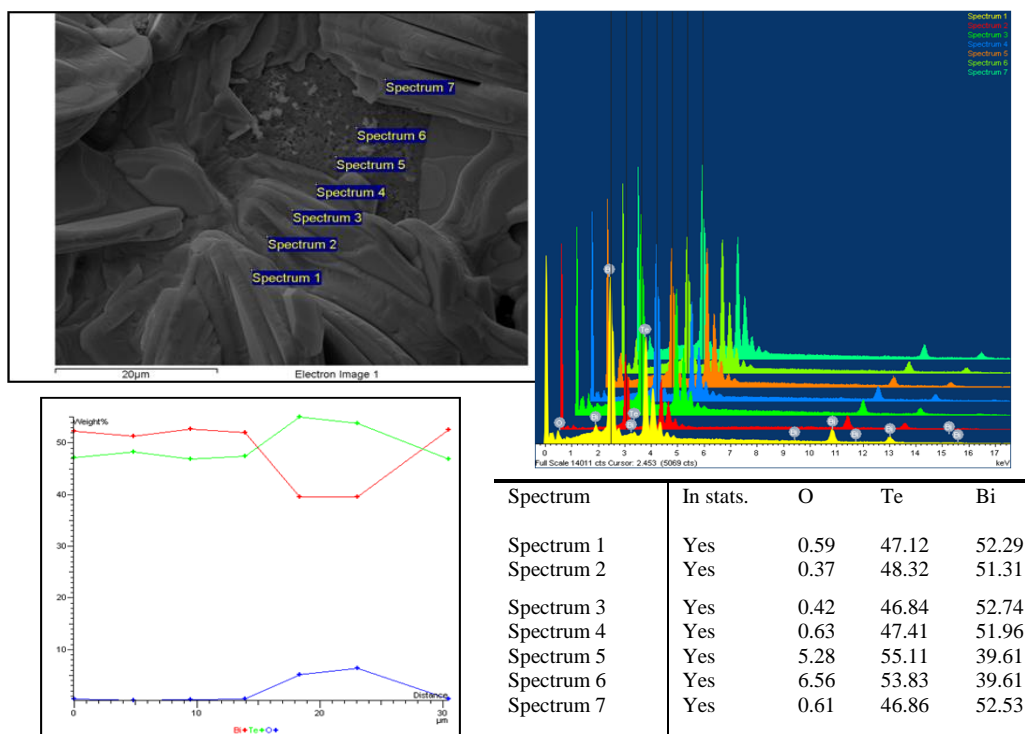 Spectrum 7
Spectrum 6
Spectrum 5
Spectrum 4
Spectrum 3
Spectrum 2
Spectrum 1
20µm Electron Image 1
Spectrum 1
Spectrum 2
Spectrum 3
Spectrum 4
Spectrum 5
Spectrum 6
Spectrum 7
Bi
Te
O Bi Te
Bi Bi Bi
0 1 2 3 4 5 6 7 8 9 10 11 12 13 14 15 16 17
Full Scale 14011 cts Cursor: 2.453 (5069 cts) keV
Weight%
50
40
30
20
10
Distance
0 10 20 30
µm
Bi Te O
Spectrum In stats. O Te Bi
Spectrum 1 Yes 0.59 47.12 52.29
Spectrum 2 Yes 0.37 48.32 51.31
Spectrum 3 Yes 0.42 46.84 52.74
Spectrum 4 Yes 0.63 47.41 51.96
Spectrum 5 Yes 5.28 55.11 39.61
Spectrum 6 Yes 6.56 53.83 39.61
Spectrum 7 Yes 0.61 46.86 52.53